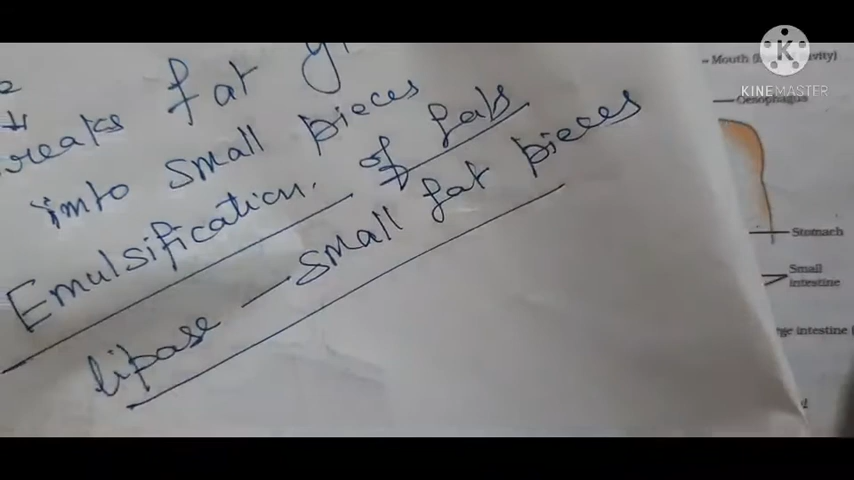 breaks fat
into small pieces
Emulsification. of fats
lipase — small fat pieces
Mouth
Oesophagus
Stomach
Small
intestine
ge intestine
KINEMASTER